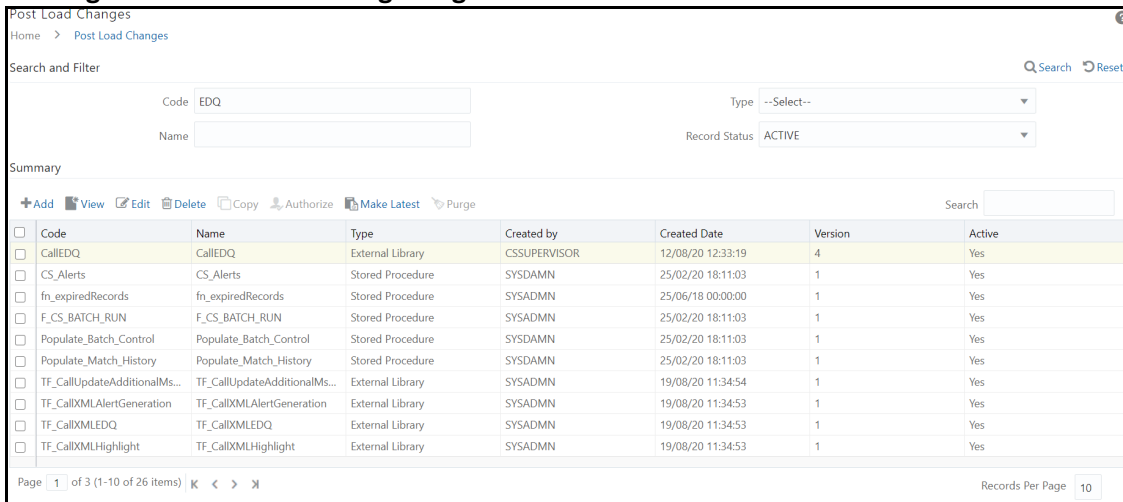 Post Load Changes
Home > Post Load Changes
Search and Filter
Search Reset
Code EDQ Type --Select--
Name Record Status ACTIVE
Summary
Add View Edit Delete Copy Authorize Make Latest Purge Search
Code Name Type Created by Created Date Version Active
CallEDQ CallEDQ External Library CSSUPERVISOR 12/08/20 12:33:19 4 Yes
CS_Alerts CS_Alerts Stored Procedure SYSDAMN 25/02/20 18:11:03 1 Yes
fn_expiredRecords fn_expiredRecords Stored Procedure SYSADMN 25/06/18 00:00:00 1 Yes
F_CS_BATCH_RUN F_CS_BATCH_RUN Stored Procedure SYSADMN 25/02/20 18:11:03 1 Yes
Populate_Batch_Control Populate_Batch_Control Stored Procedure SYSDAMN 25/02/20 18:11:03 1 Yes
Populate_Match_History Populate_Match_History Stored Procedure SYSDAMN 25/02/20 18:11:03 1 Yes
TF_CallUpdateAdditionalMs... TF_CallUpdateAdditionalMs... External Library SYSADMN 19/08/20 11:34:54 1 Yes
TF_CallXMLAlertGeneration TF_CallXMLAlertGeneration External Library SYSADMN 19/08/20 11:34:53 1 Yes
TF_CallXMLEDQ TF_CallXMLEDQ External Library SYSADMN 19/08/20 11:34:53 1 Yes
TF_CallXMLHighlight TF_CallXMLHighlight External Library SYSADMN 19/08/20 11:34:53 1 Yes
Page 1 of 3 (1-10 of 26 items) Records Per Page 10